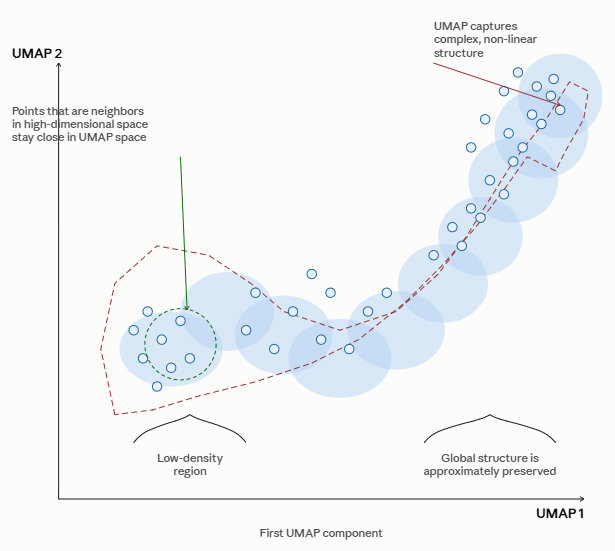 UMAP captures
complex, non-linear
structure
UMAP 2
Points that are neighbors
in high-dimensional space
stay close in UMAP space
Low-density
region
Global structure is
approximately preserved
UMAP 1
First UMAP component